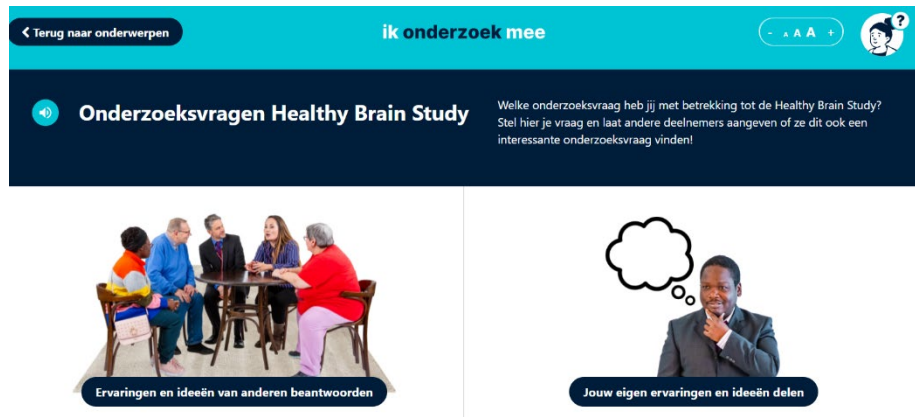 Terug naar onderwerpen
ik onderzoek mee
- A A A +
?
Onderzoeksvragen Healthy Brain Study
Welke onderzoeksvraag heb jij met betrekking tot de Healthy Brain Study?
Stel hier je vraag en laat andere deelnemers aangeven of ze dit ook een
interessante onderzoeksvraag vinden!
Ervaringen en ideeën van anderen beantwoorden
Jouw eigen ervaringen en ideeën delen